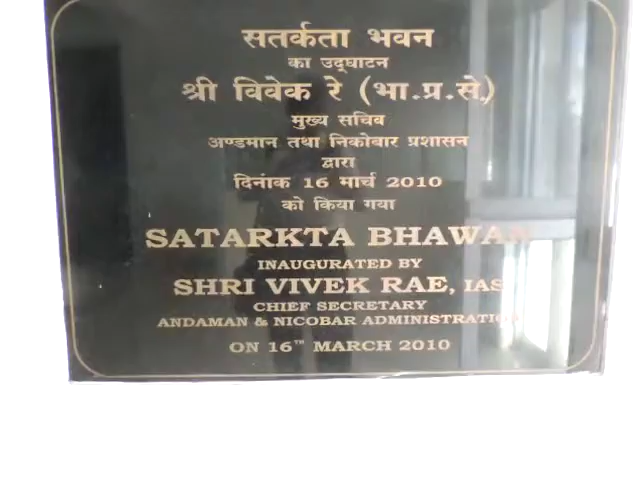 सतर्कता भवन
का उद्घाटन
श्री विवेक रे (भा.प्र.से.)
मुख्य सचिव
अण्डमान तथा निकोबार प्रशासन
द्वारा
दिनांक 16 मार्च 2010
को किया गया
SATARKTA BHAWAN
INAUGURATED BY
SHRI VIVEK RAE, IAS
CHIEF SECRETARY
ANDAMAN & NICOBAR ADMINISTRATION
ON 16TH MARCH 2010